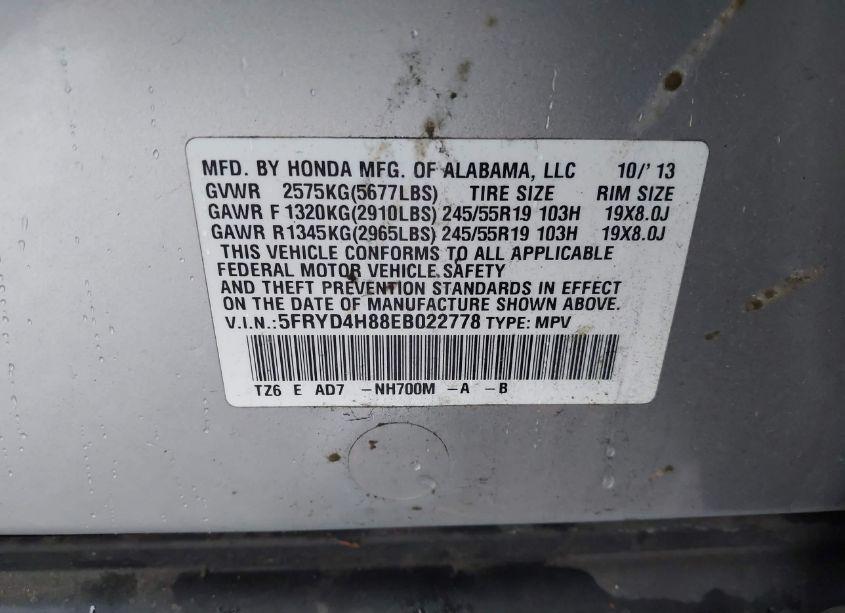 MFD. BY HONDA MFG. OF ALABAMA, LLC 10/' 13
GVWR 2575KG(5677LBS) TIRE SIZE RIM SIZE
GAWR F 1320KG(2910LBS) 245/55R19 103H 19X8.0J
GAWR R 1345KG(2965LBS) 245/55R19 103H 19X8.0J
THIS VEHICLE CONFORMS TO ALL APPLICABLE
FEDERAL MOTOR VEHICLE SAFETY
AND THEFT PREVENTION STANDARDS IN EFFECT
ON THE DATE OF MANUFACTURE SHOWN ABOVE.
V.I.N.:5FRYD4H88EB022778 TYPE: MPV
TZ6 E AD7 -NH700M -A -B